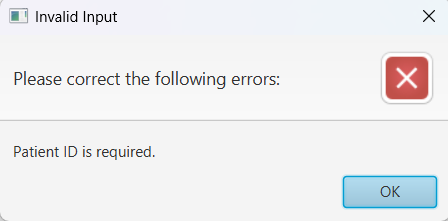 Invalid Input
Please correct the following errors:
Patient ID is required.
OK